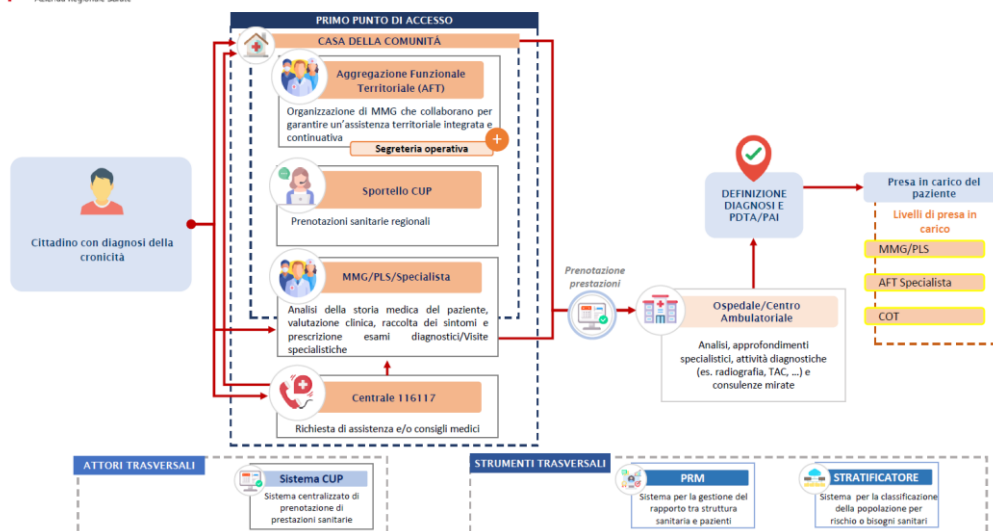 Azienda Regionale Salute
PRIMO PUNTO DI ACCESSO
CASA DELLA COMUNITÀ
Aggregazione Funzionale
Territoriale (AFT)
Organizzazione di MMG che collaborano per
garantire un'assistenza territoriale integrata e
continuativa
Segreteria operativa
Sportello CUP
Prenotazioni sanitarie regionali
Cittadino con diagnosi della
cronicità
MMG/PLS/Specialista
Analisi della storia medica del paziente,
valutazione clinica, raccolta dei sintomi e
prescrizione esami diagnostici/Visite
specialistiche
Centrale 116117
Richiesta di assistenza e/o consigli medici
Prenotazione
prestazioni
Ospedale/Centro
Ambulatoriale
Analisi, approfondimenti
specialistici, attività diagnostiche
(es. radiografia, TAC, ...) e
consulenze mirate
DEFINIZIONE
DIAGNOSI E
PDTA/PAI
Presa in carico del
paziente
Livelli di presa in
carico
MMG/PLS
AFT Specialista
COT
ATTORI TRASVERSALI
Sistema CUP
Sistema centralizzato di
prenotazione di
prestazioni sanitarie
STRUMENTI TRASVERSALI
PRM
Sistema per la gestione del
rapporto tra struttura
sanitaria e pazienti
STRATIFICATORE
Sistema per la classificazione
della popolazione per
rischio o bisogni sanitari